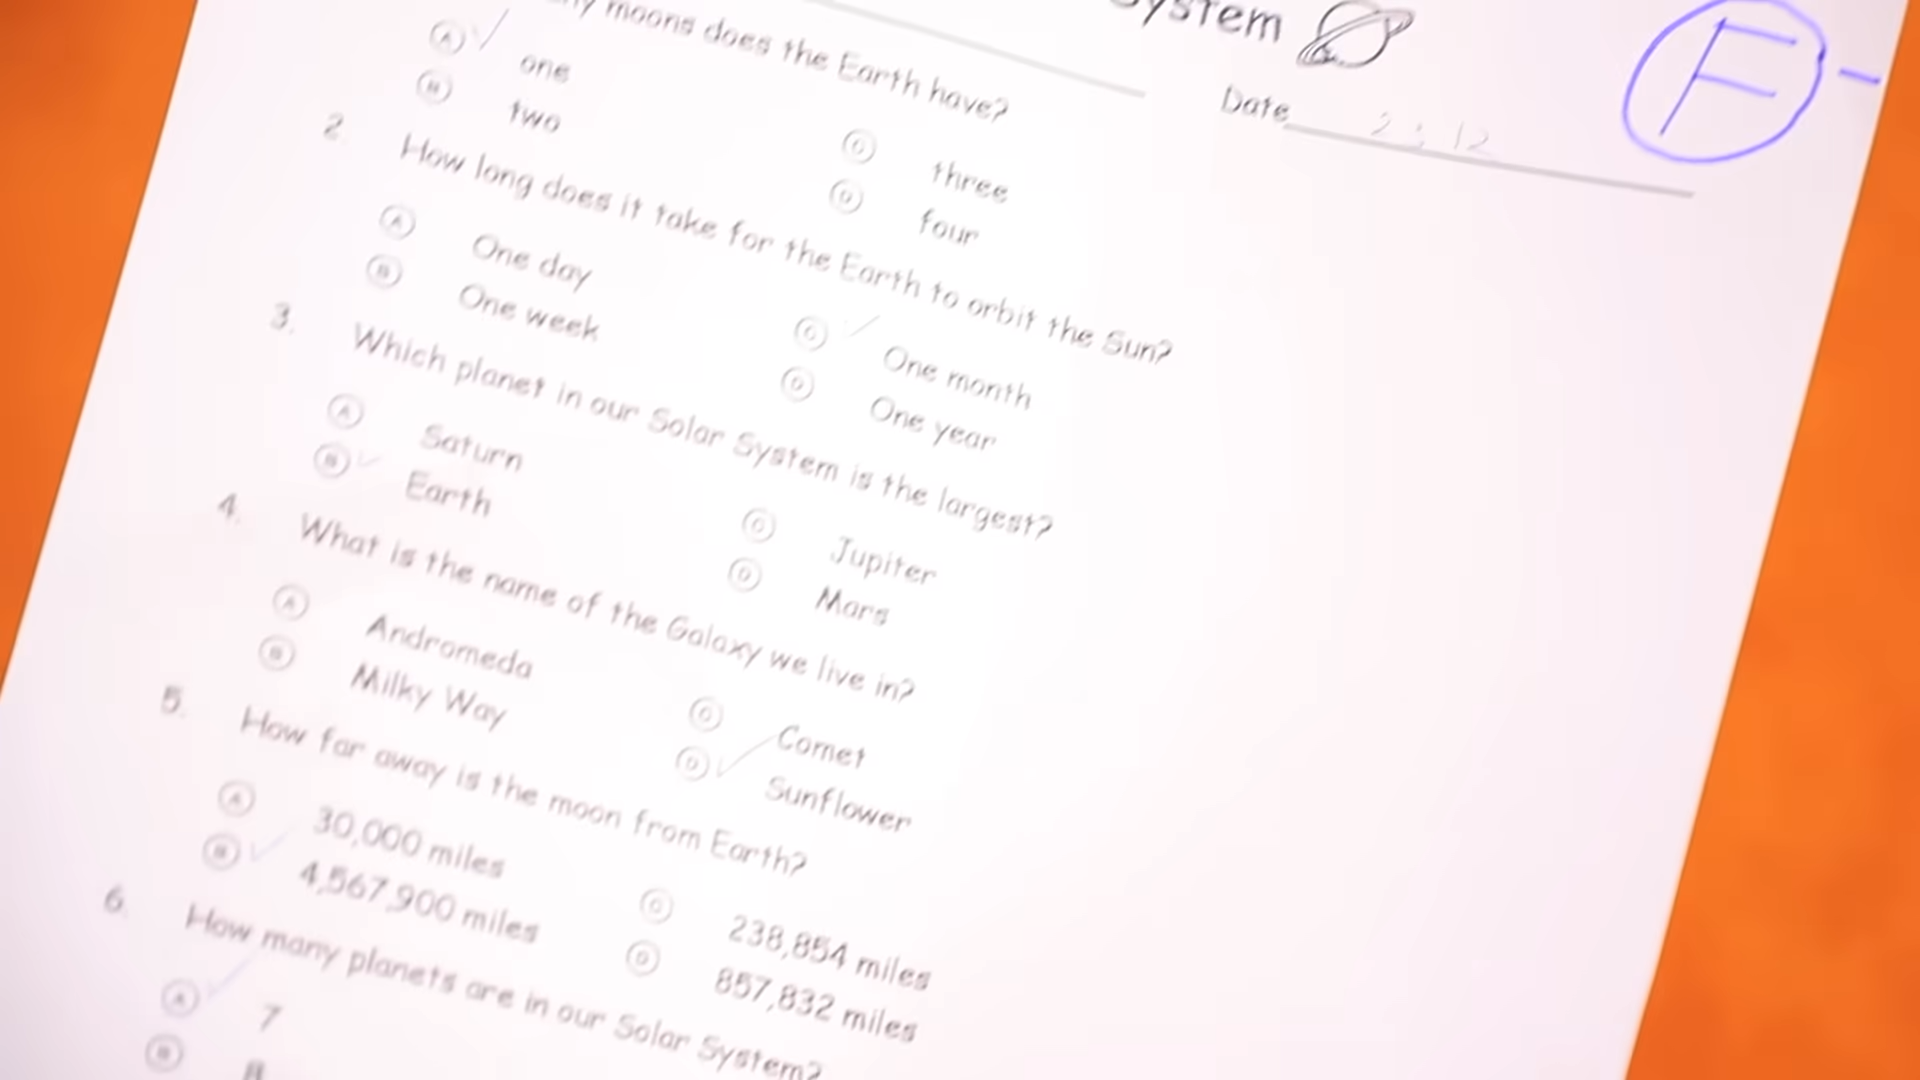 ystem
F-
Date 2:12
y moons does the Earth have?
A one
B two
C three
D four
2. How long does it take for the Earth to orbit the Sun?
A One day
B One week
C One month
D One year
3. Which planet in our Solar System is the largest?
A Saturn
B Earth
C Jupiter
D Mars
4. What is the name of the Galaxy we live in?
A Andromeda
B Milky Way
C Comet
D Sunflower
5. How far away is the moon from Earth?
A 30,000 miles
B 4,567,900 miles
C 238,854 miles
D 857,832 miles
6. How many planets are in our Solar System?
A 7
B 8